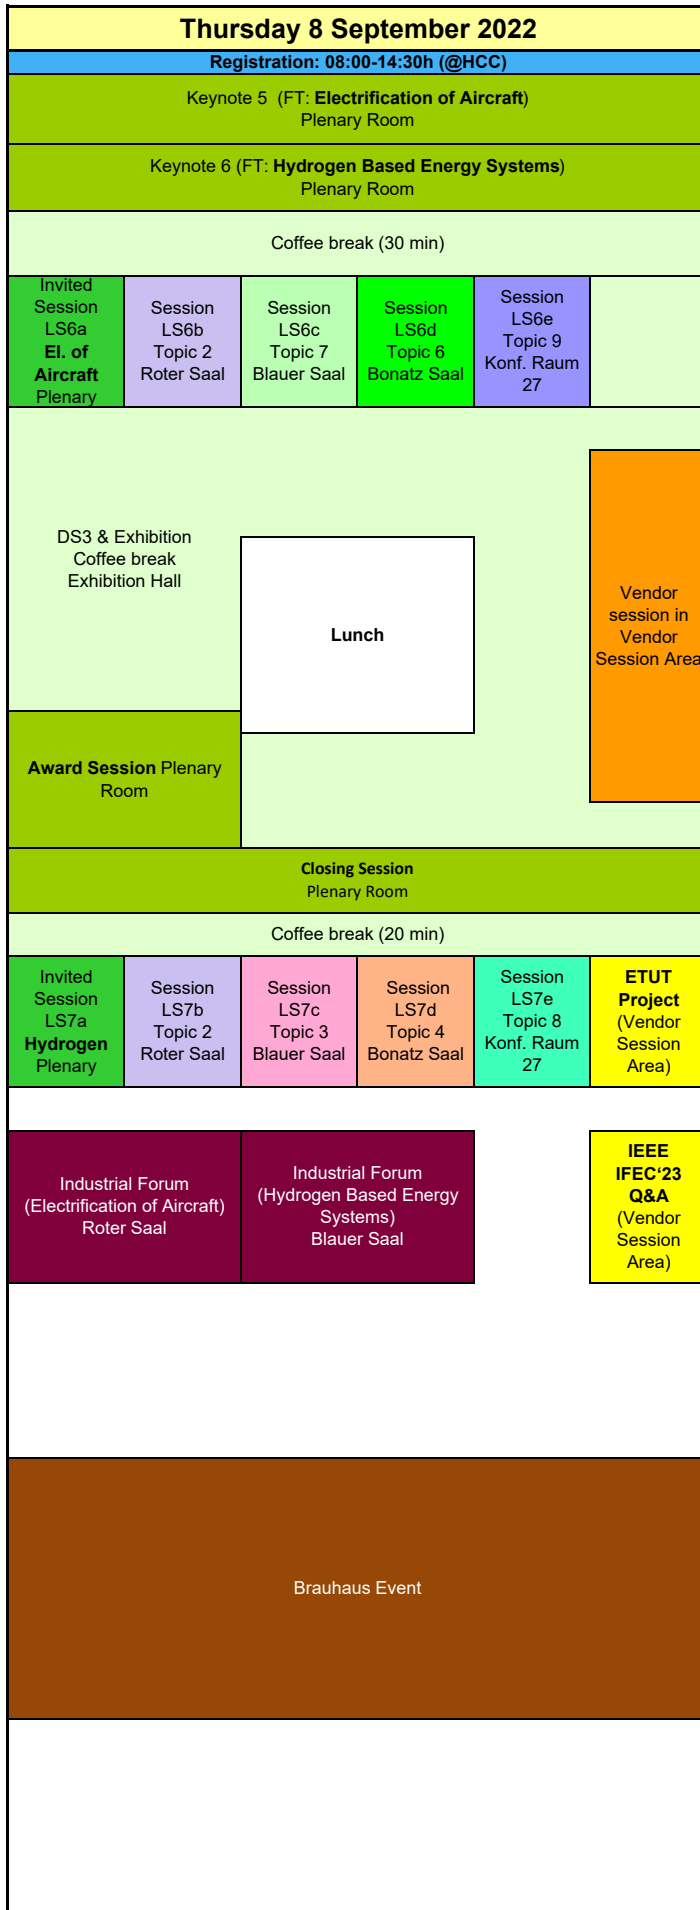 Thursday 8 September 2022
Registration: 08:00-14:30h (@HCC)
Keynote 5  (FT: Electrification of Aircraft)
Plenary Room
Keynote 6 (FT: Hydrogen Based Energy Systems)
Plenary Room
Coffee break (30 min)
Invited
Session
LS6a
El. of
Aircraft
Plenary
Session
LS6b
Topic 2
Roter Saal
Session
LS6c
Topic 7
Blauer Saal
Session
LS6d
Topic 6
Bonatz Saal
Session
LS6e
Topic 9
Konf. Raum
27
DS3 & Exhibition
Coffee break
Exhibition Hall
Lunch
Vendor
session in
Vendor
Session Area
Award Session Plenary
Room
Closing Session
Plenary Room
Coffee break (20 min)
Invited
Session
LS7a
Hydrogen
Plenary
Session
LS7b
Topic 2
Roter Saal
Session
LS7c
Topic 3
Blauer Saal
Session
LS7d
Topic 4
Bonatz Saal
Session
LS7e
Topic 8
Konf. Raum
27
ETUT
Project
(Vendor
Session
Area)
Industrial Forum
(Electrification of Aircraft)
Roter Saal
Industrial Forum
(Hydrogen Based Energy
Systems)
Blauer Saal
IEEE
IFEC‘23
Q&A
(Vendor
Session
Area)
Brauhaus Event